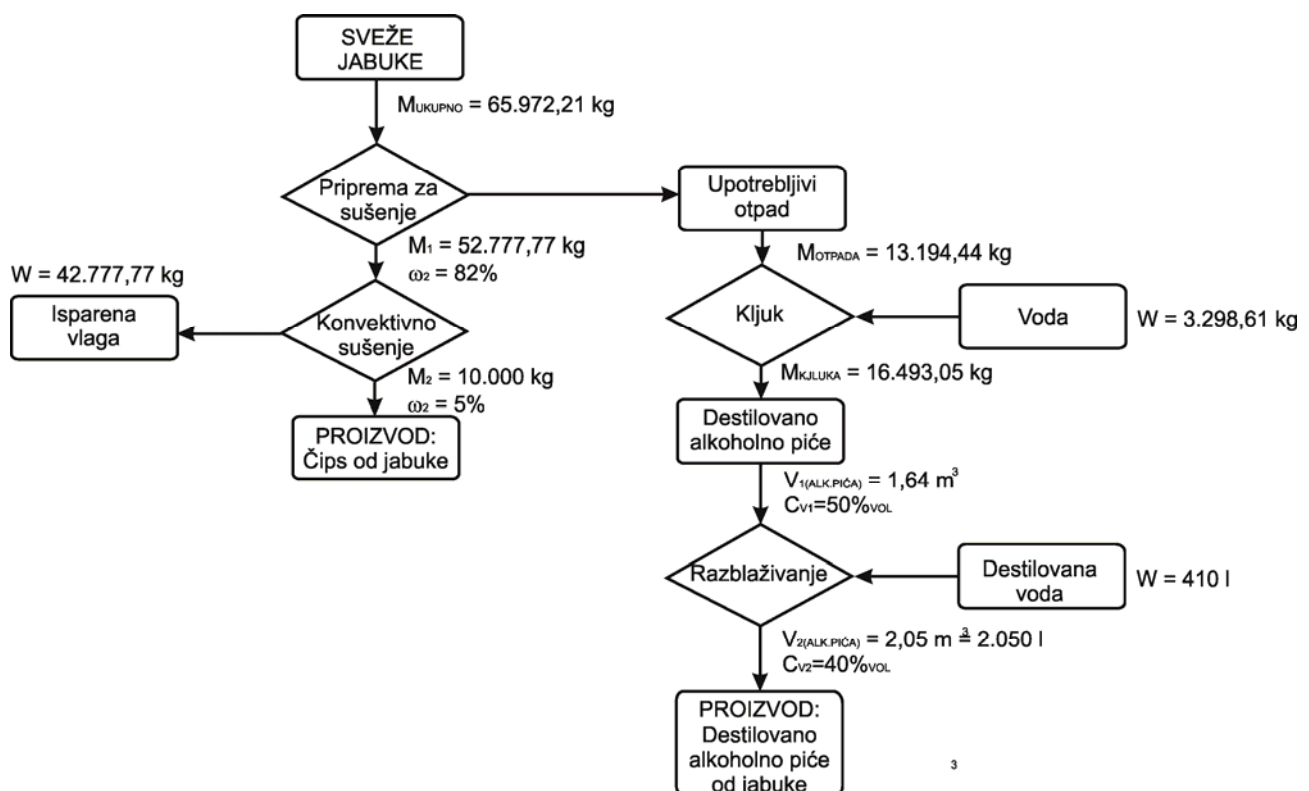 SVEŽE
JABUKE
MUKUPNO = 65.972,21 kg
Priprema za
sušenje
Upotrebljivi
otpad
M1 = 52.777,77 kg
ω2 = 82%
MOTPADA = 13.194,44 kg
W = 42.777,77 kg
Isparena
vlaga
Konvektivno
sušenje
Kljuk
Voda
W = 3.298,61 kg
M2 = 10.000 kg
ω2 = 5%
MKJLUKA = 16.493,05 kg
PROIZVOD:
Čips od jabuke
Destilovano
alkoholno piće
V1(ALK.PIĆA) = 1,64 m³
CV1=50%VOL
Razblaživanje
Destilovana
voda
W = 410 l
V2(ALK.PIĆA) = 2,05 m³ = 2.050 l
CV2=40%VOL
PROIZVOD:
Destilovano
alkoholno piće
od jabuke
3